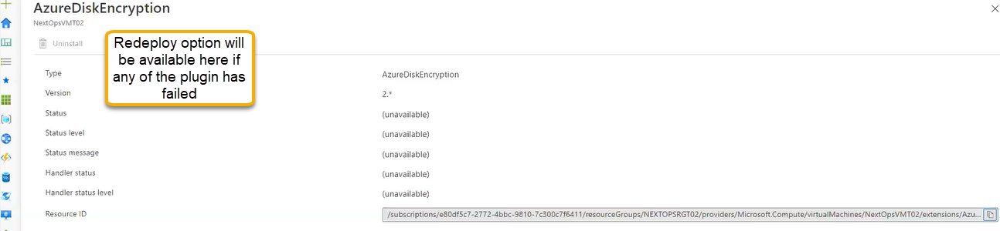 AzureDiskEncryption
NextOpsVMT02
Uninstall
Redeploy option will
be available here if
any of the plugin has
failed
Type AzureDiskEncryption
Version 2.*
Status (unavailable)
Status level (unavailable)
Status message (unavailable)
Handler status (unavailable)
Handler status level (unavailable)
Resource ID /subscriptions/e80df5c7-2772-4bbc-9810-7c300c7f6411/resourceGroups/NEXTOPSRGT02/providers/Microsoft.Compute/virtualMachines/NextOpsVMT02/extensions/Azu...